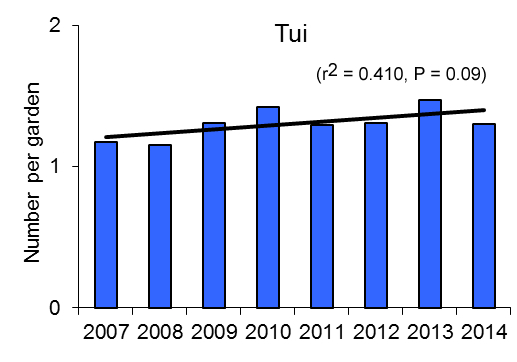 Tui
(r2 = 0.410, P = 0.09)
Number per garden
2
1
0
2007 2008 2009 2010 2011 2012 2013 2014